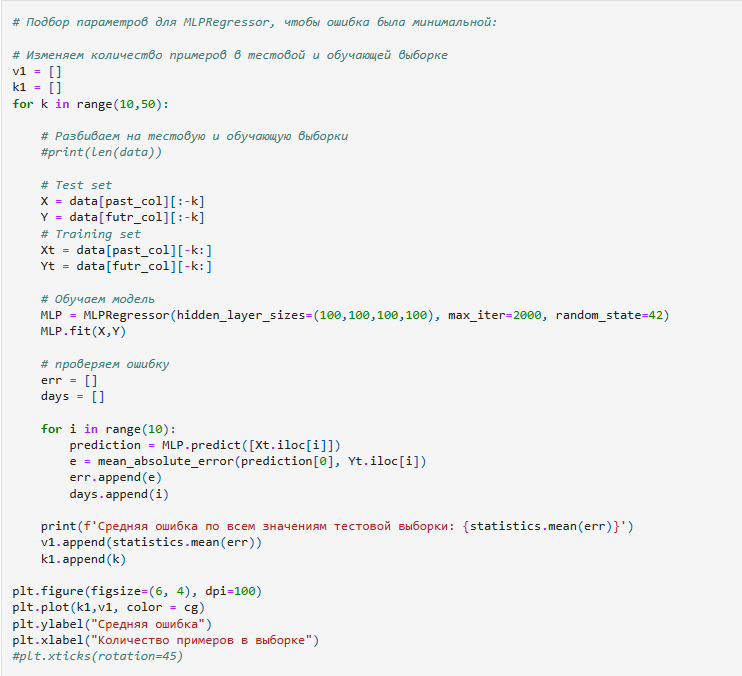 # Подбор параметров для MLPRegressor, чтобы ошибка была минимальной:
# Изменяем количество примеров в тестовой и обучающей выборке
v1 = []
k1 = []
for k in range(10,50):
    # Разбиваем на тестовую и обучающую выборки
    #print(len(data))
    # Test set
    X = data[past_col][:-k]
    Y = data[futr_col][:-k]
    # Training set
    Xt = data[past_col][-k:]
    Yt = data[futr_col][-k:]
    # Обучаем модель
    MLP = MLPRegressor(hidden_layer_sizes=(100,100,100,100), max_iter=2000, random_state=42)
    MLP.fit(X,Y)
    # проверяем ошибку
    err = []
    days = []
    for i in range(10):
        prediction = MLP.predict([Xt.iloc[i]])
        e = mean_absolute_error(prediction[0], Yt.iloc[i])
        err.append(e)
        days.append(i)
    print(f'Средняя ошибка по всем значениям тестовой выборки: {statistics.mean(err)}')
    v1.append(statistics.mean(err))
    k1.append(k)
plt.figure(figsize=(6, 4), dpi=100)
plt.plot(k1,v1, color = cg)
plt.ylabel("Средняя ошибка")
plt.xlabel("Количество примеров в выборке")
#plt.xticks(rotation=45)